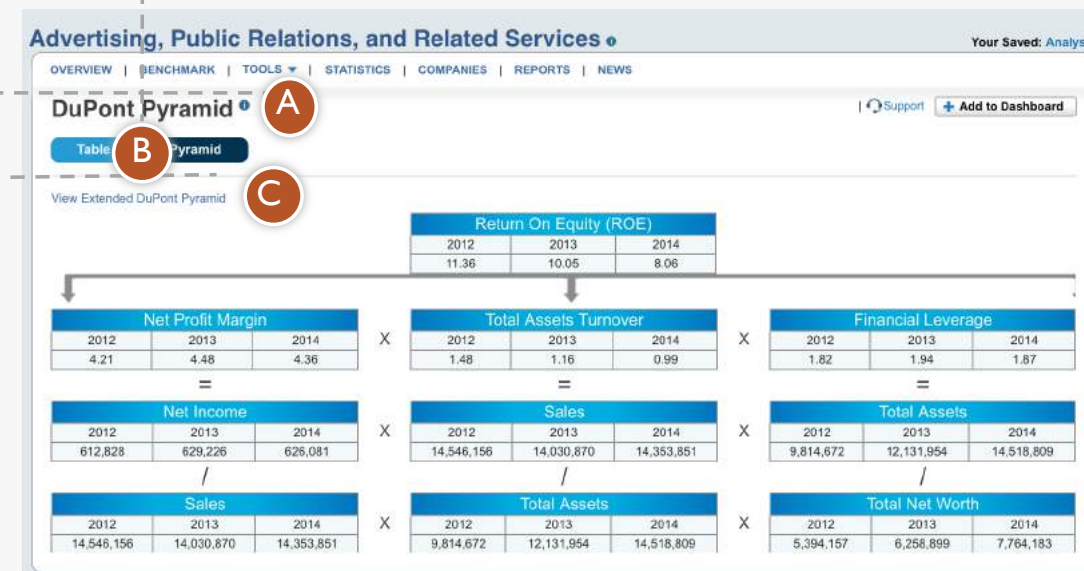 Advertising, Public Relations, and Related Services
Your Saved: Analys
OVERVIEW | BENCHMARK | TOOLS | STATISTICS | COMPANIES | REPORTS | NEWS
DuPont Pyramid A | Support + Add to Dashboard
Table B Pyramid
View Extended DuPont Pyramid C
Return On Equity (ROE)
2012 2013 2014
11.36 10.05 8.06
Net Profit Margin X Total Assets Turnover X Financial Leverage
2012 2013 2014 2012 2013 2014 2012 2013 2014
4.21 4.48 4.36 1.48 1.16 0.99 1.82 1.94 1.87
= = =
Net Income X Sales X Total Assets
2012 2013 2014 2012 2013 2014 2012 2013 2014
612,828 629,226 626,081 14,546,156 14,030,870 14,353,851 9,814,672 12,131,954 14.518,809
/ / /
Sales X Total Assets X Total Net Worth
2012 2013 2014 2012 2013 2014 2012 2013 2014
14,546,156 14,030,870 14,353,851 9,814,672 12,131,954 14,518,809 5,394,157 6,258,899 7,764,183